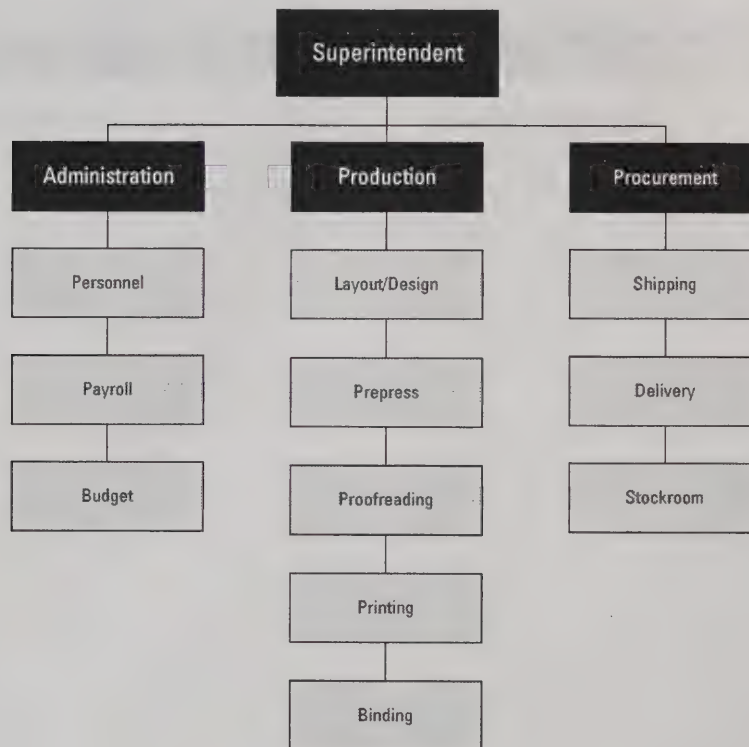 Superintendent
Administration
Production
Procurement
Personnel
Layout/Design
Shipping
Payroll
Prepress
Delivery
Budget
Proofreading
Stockroom
Printing
Binding